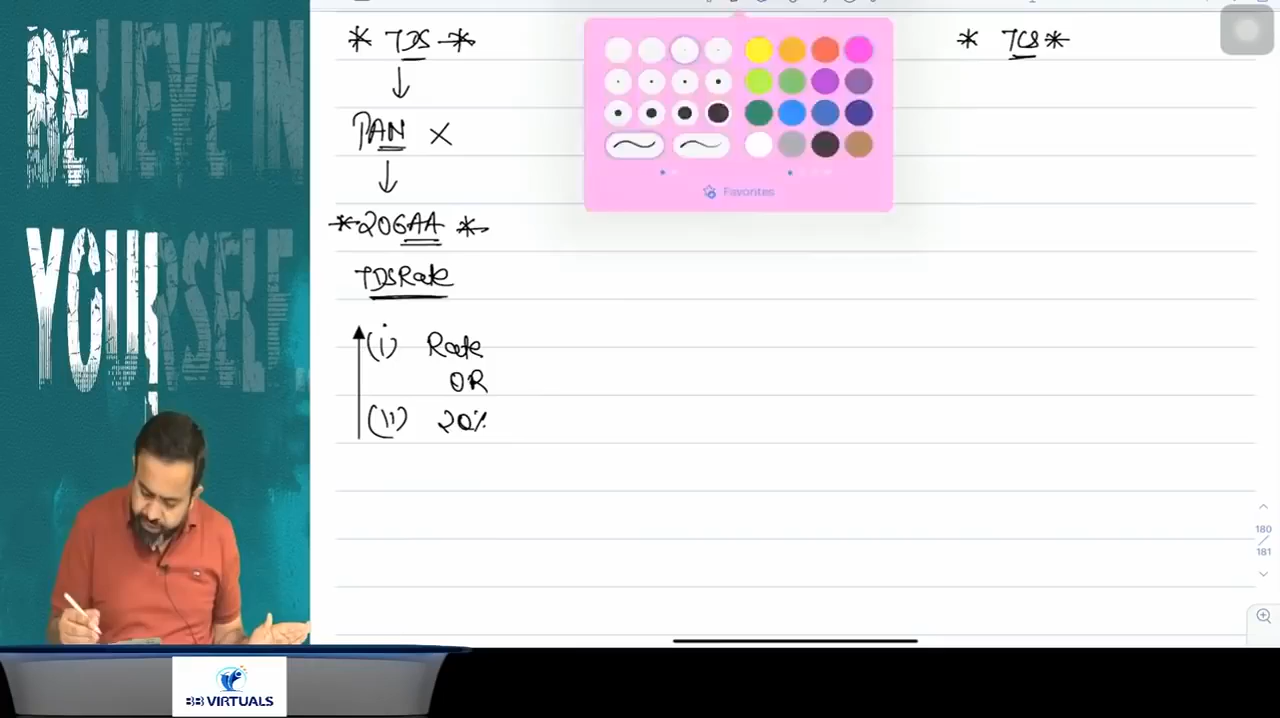 BELIEVE IN
YOURSELF
!
* TDS *
↓
PAN ×
↓
* 206AA *
TDS Rate
(i) Rate
OR
(ii) 20%
* TCS *
Favorites
180
/
181
BB VIRTUALS